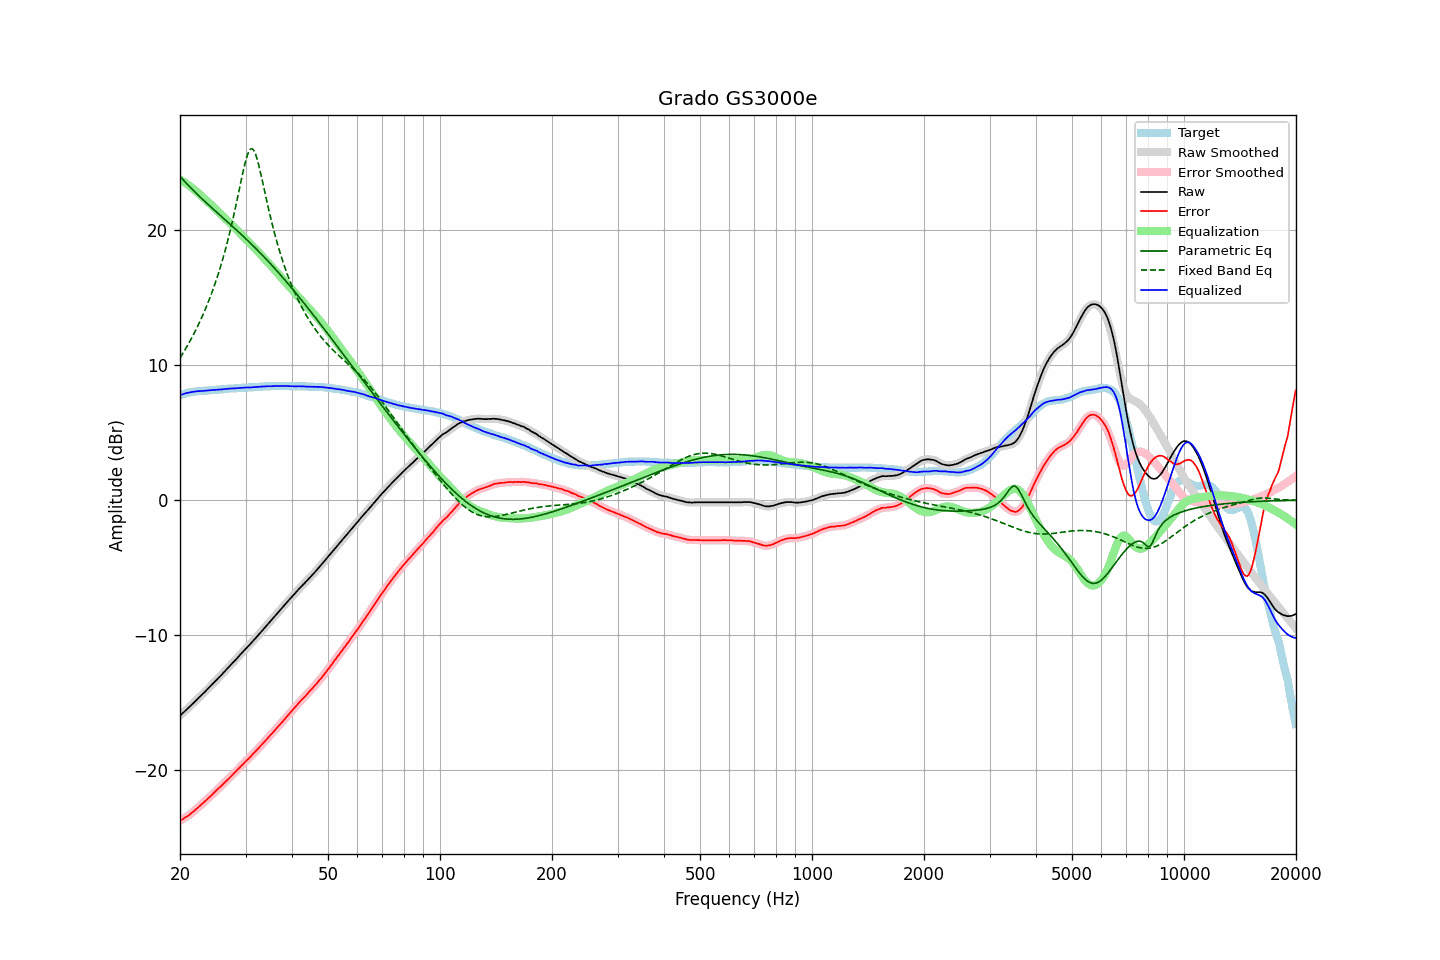 Grado GS3000e
Target
Raw Smoothed
Error Smoothed
Raw
Error
Equalization
Parametric Eq
Fixed Band Eq
Equalized
Amplitude (dBr)
20
10
0
−10
−20
20 50 100 200 500 1000 2000 5000 10000 20000
Frequency (Hz)